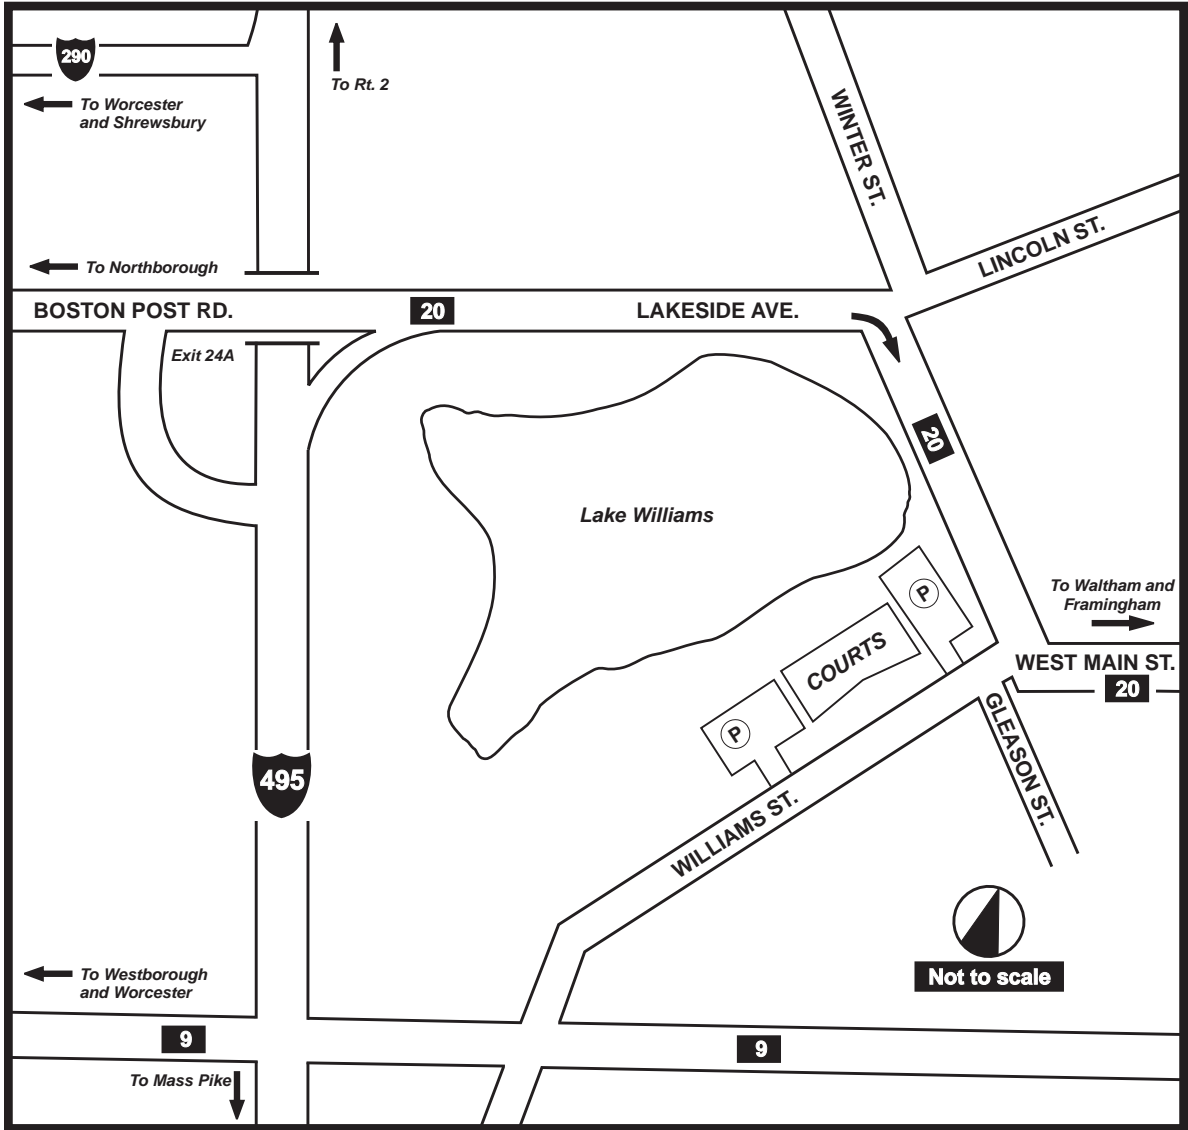 290
To Rt. 2
To Worcester
and Shrewsbury
WINTER ST.
LINCOLN ST.
To Northborough
BOSTON POST RD.
20
LAKESIDE AVE.
Exit 24A
20
Lake Williams
To Waltham and
Framingham
P
COURTS
WEST MAIN ST.
20
P
GLEASON ST.
495
WILLIAMS ST.
To Westborough
and Worcester
Not to scale
9
9
To Mass Pike